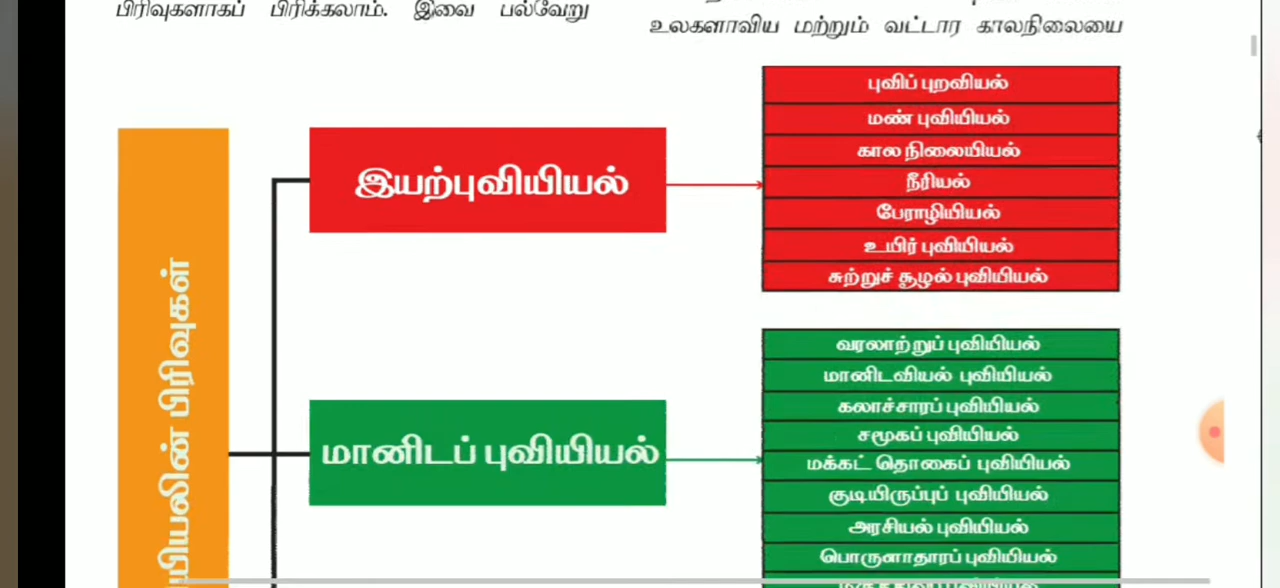 பிரிவுகளாகப் பிரிக்கலாம். இவை பல்வேறு
உலகளாவிய மற்றும் வட்டார காலநிலையை
பிரிவுகள்
இயற்புவியியல்
புவிப் புறவியல்
மண் புவியியல்
கால நிலையியல்
நீரியல்
பேராழியியல்
உயிர் புவியியல்
சுற்றுச் சூழல் புவியியல்
மானிடப் புவியியல்
வரலாற்றுப் புவியியல்
மானிடவியல் புவியியல்
கலாச்சாரப் புவியியல்
சமூகப் புவியியல்
மக்கட் தொகைப் புவியியல்
குடியிருப்புப் புவியியல்
அரசியல் புவியியல்
பொருளாதாரப் புவியியல்